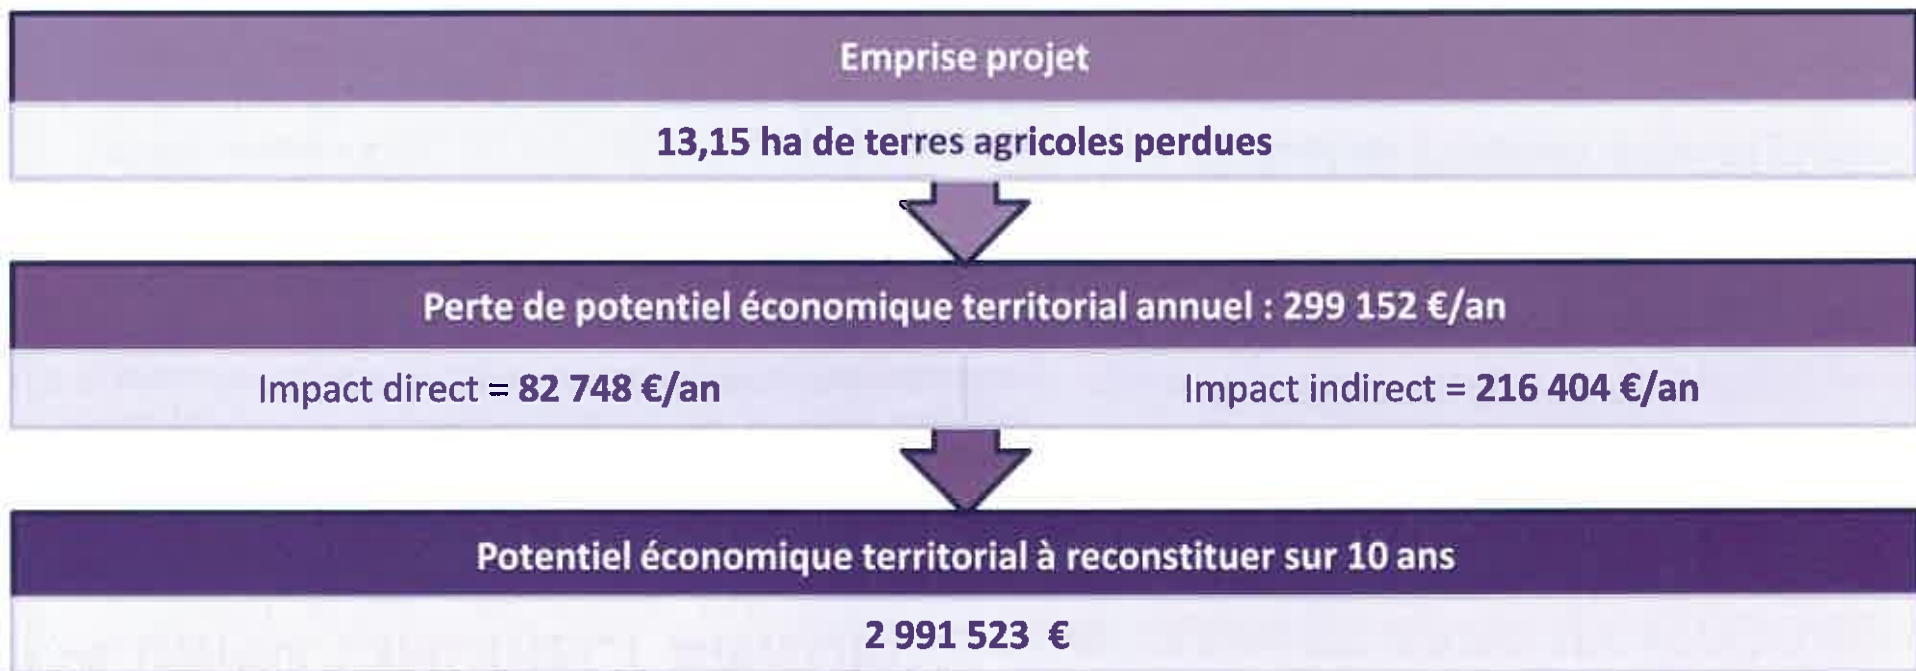 Emprise projet
13,15 ha de terres agricoles perdues
Perte de potentiel économique territorial annuel : 299 152 €/an
Impact direct = 82 748 €/an
Impact indirect = 216 404 €/an
Potentiel économique territorial à reconstituer sur 10 ans
2 991 523 €